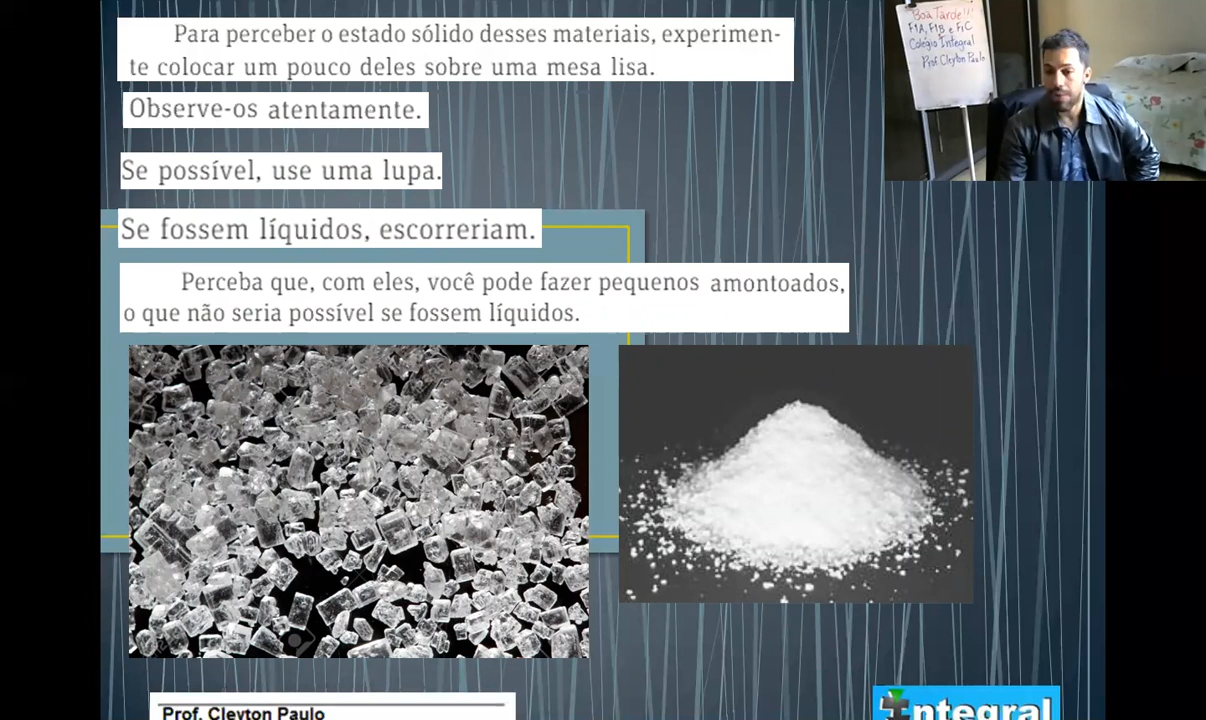 Para perceber o estado sólido desses materiais, experimen-
te colocar um pouco deles sobre uma mesa lisa.
Observe-os atentamente.
Se possível, use uma lupa.
Se fossem líquidos, escorreriam.
Perceba que, com eles, você pode fazer pequenos amontoados,
o que não seria possível se fossem líquidos.
Boa Tarde!!!
F1A, F1B e F1C
Colégio Integral
Prof Cleyton Paulo
Prof. Cleyton Paulo
Integral